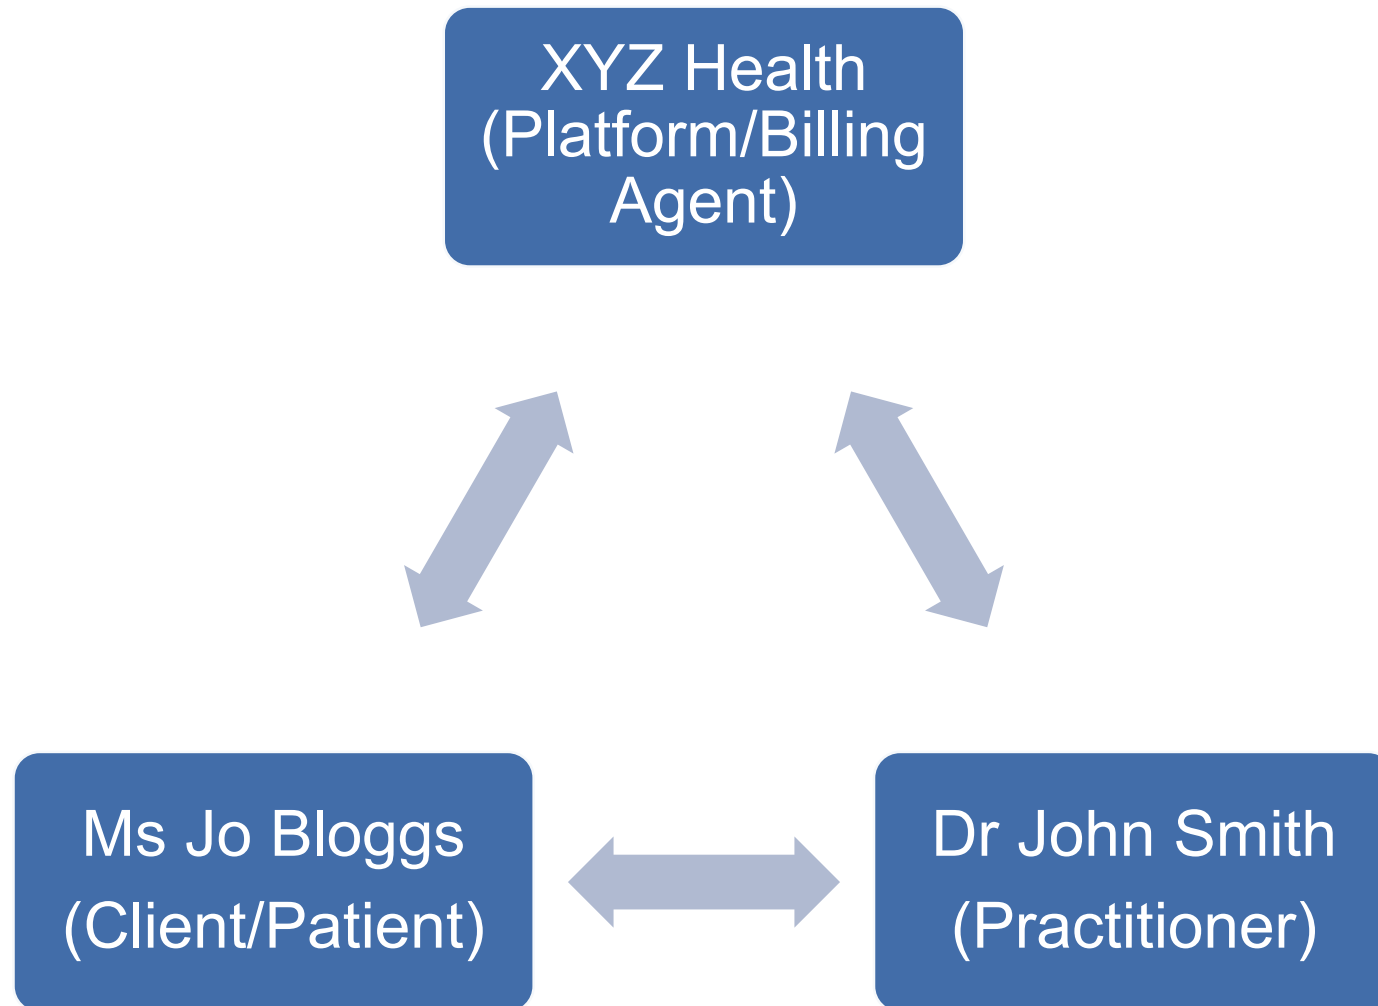 XYZ Health
(Platform/Billing
Agent)
Ms Jo Bloggs
(Client/Patient)
Dr John Smith
(Practitioner)